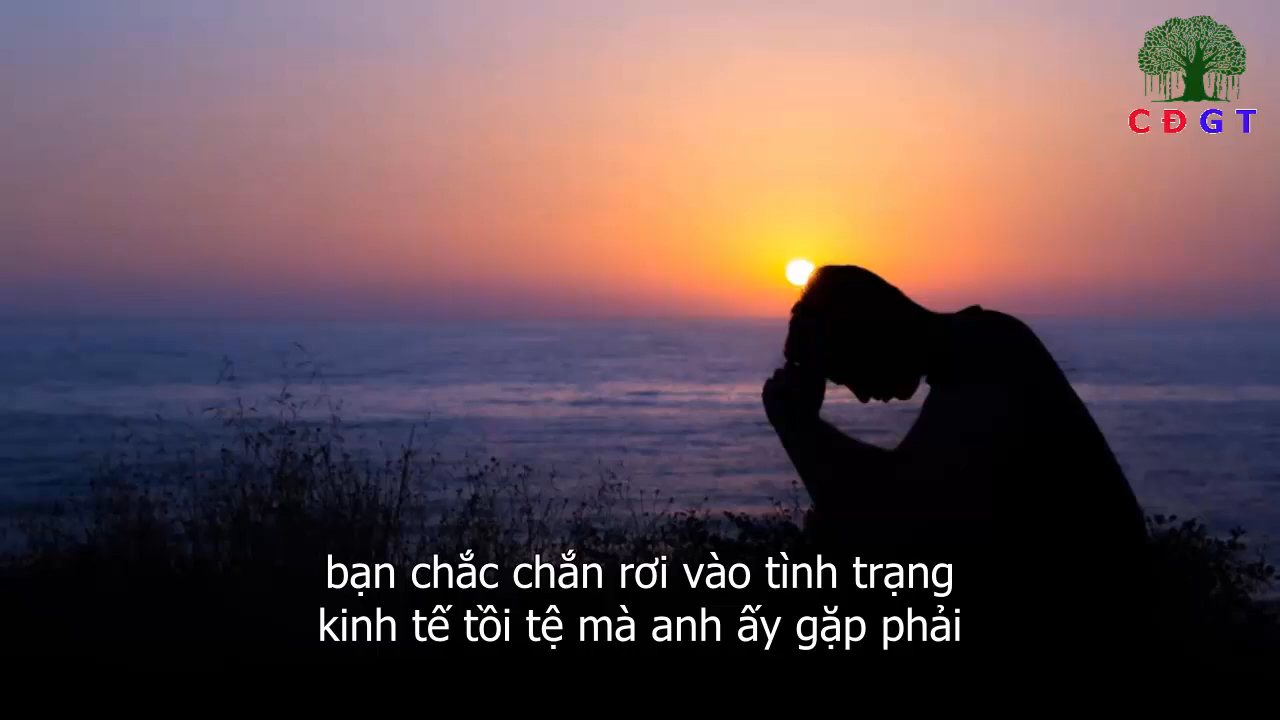 C Đ G T
bạn chắc chắn rơi vào tình trạng
kinh tế tồi tệ mà anh ấy gặp phải